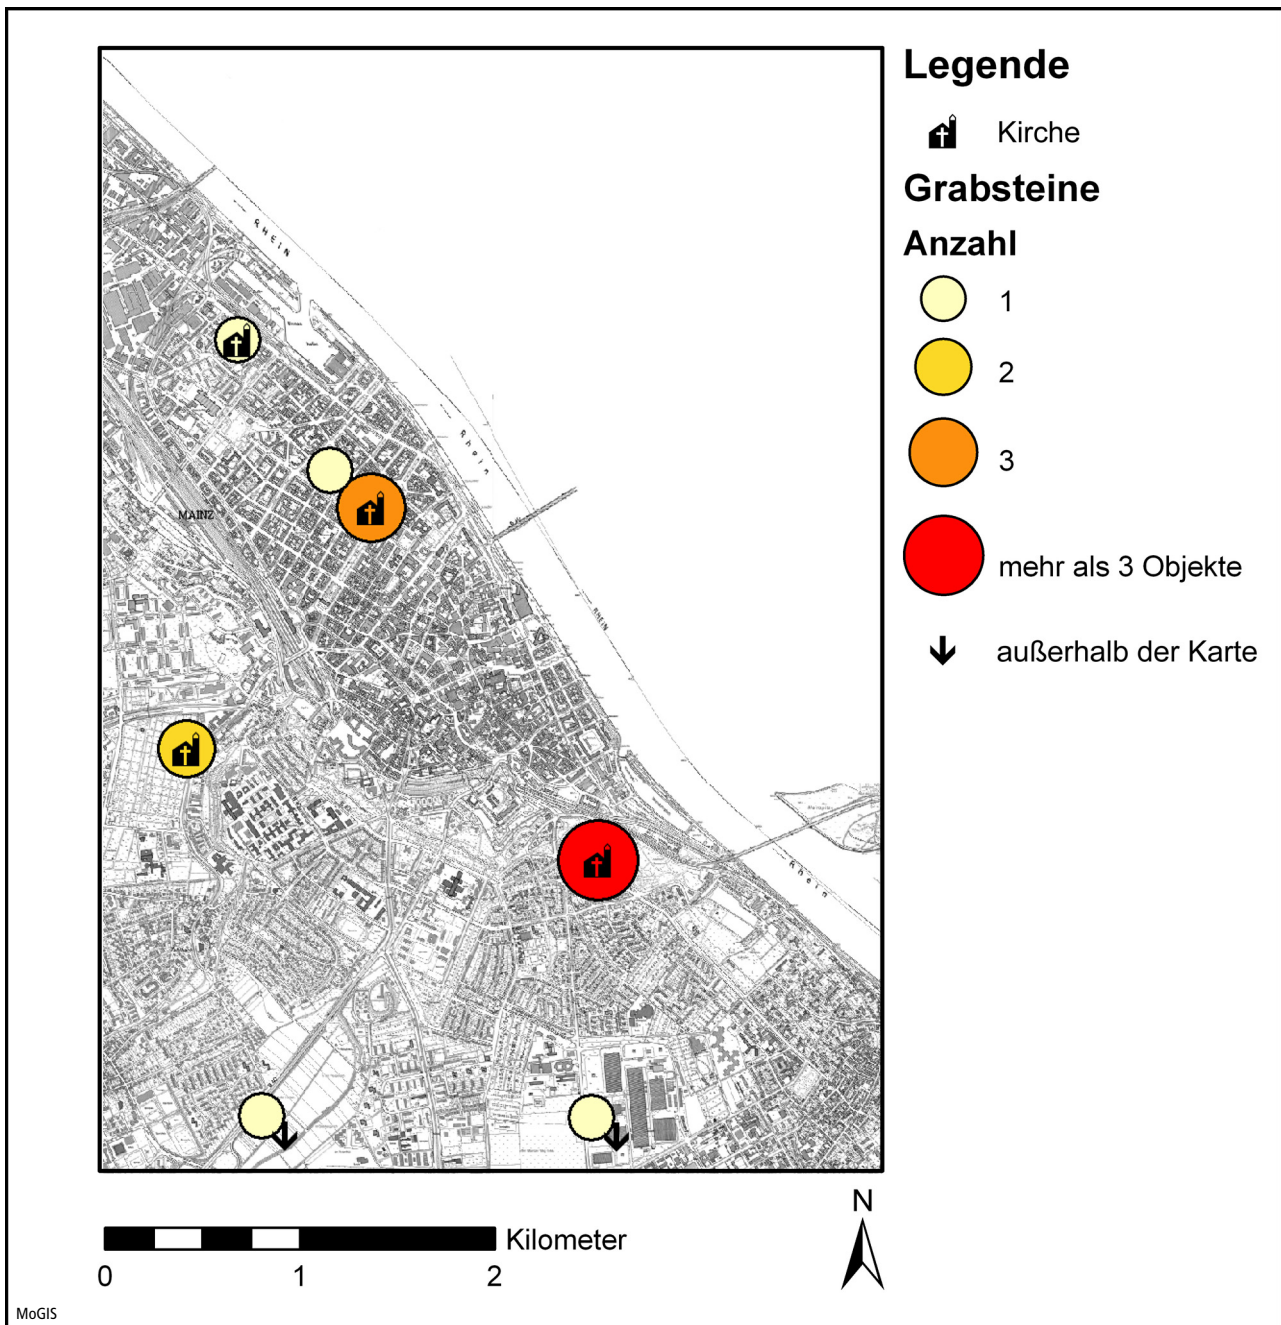 Legende
Kirche
Grabsteine
Anzahl
1
2
3
mehr als 3 Objekte
außerhalb der Karte
RHEIN
Rhein
MAINZ
RHEIN
Rhein
N
Kilometer
0 1 2
MoGIS